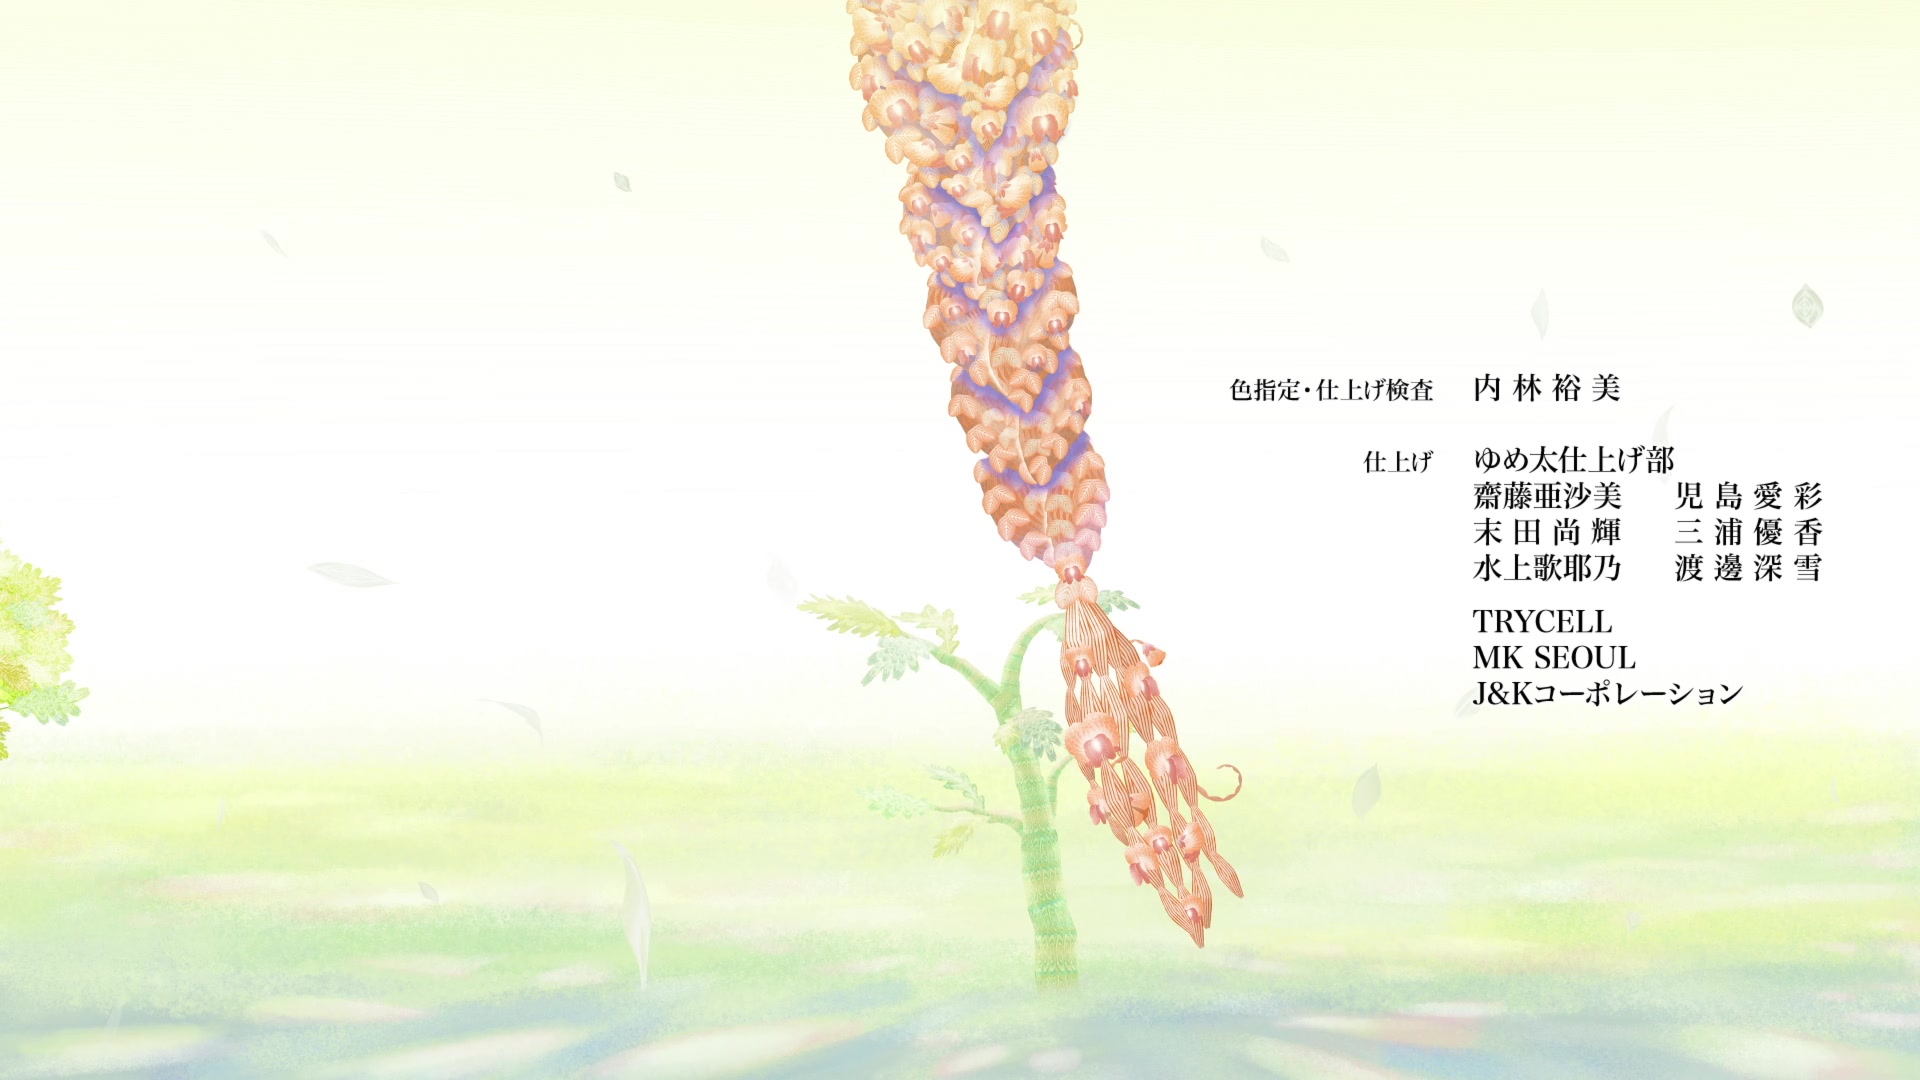 色指定・仕上げ検査 内林裕美
仕上げ ゆめ太仕上げ部
齋藤亜沙美 児島愛彩
末田尚輝 三浦優香
水上歌耶乃 渡邊深雪
TRYCELL
MK SEOUL
J&Kコーポレーション